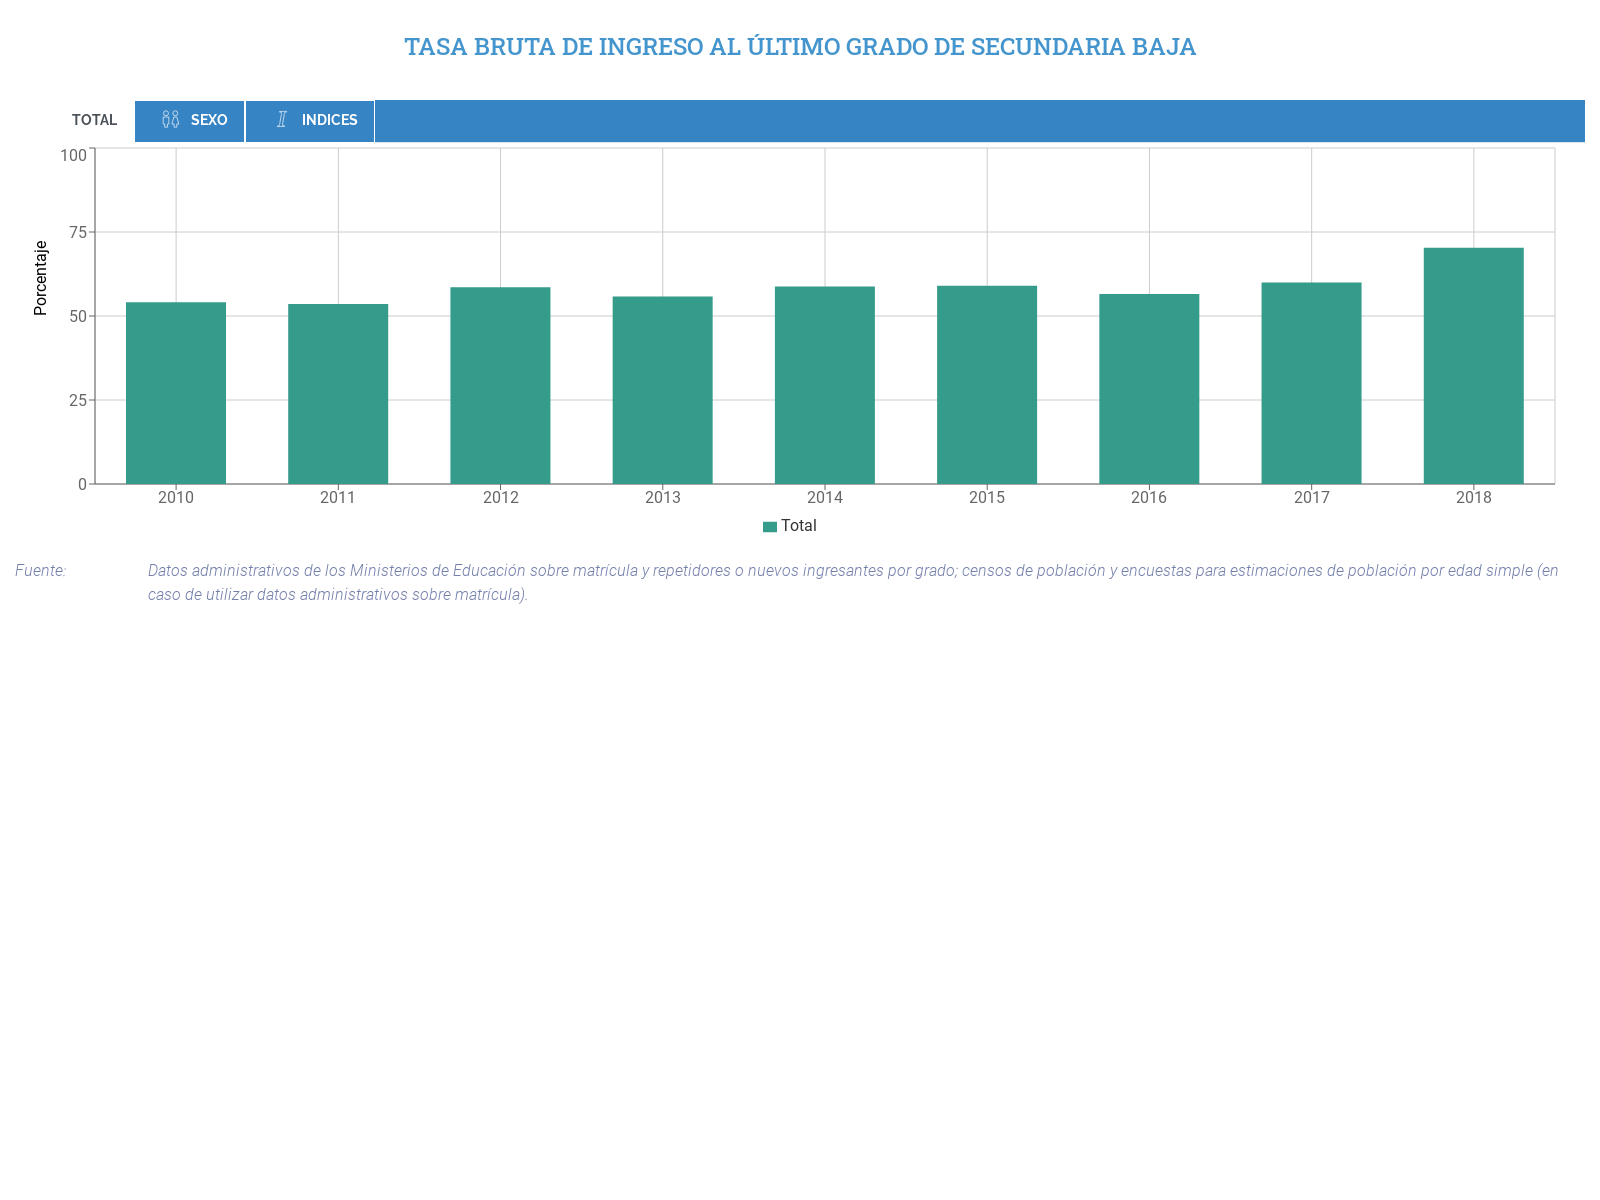 TASA BRUTA DE INGRESO AL ÚLTIMO GRADO DE SECUNDARIA BAJA
TOTAL SEXO INDICES
100
75
50
25
0
Porcentaje
2010 2011 2012 2013 2014 2015 2016 2017 2018
Total
Fuente: Datos administrativos de los Ministerios de Educación sobre matrícula y repetidores o nuevos ingresantes por grado; censos de población y encuestas para estimaciones de población por edad simple (en
caso de utilizar datos administrativos sobre matrícula).